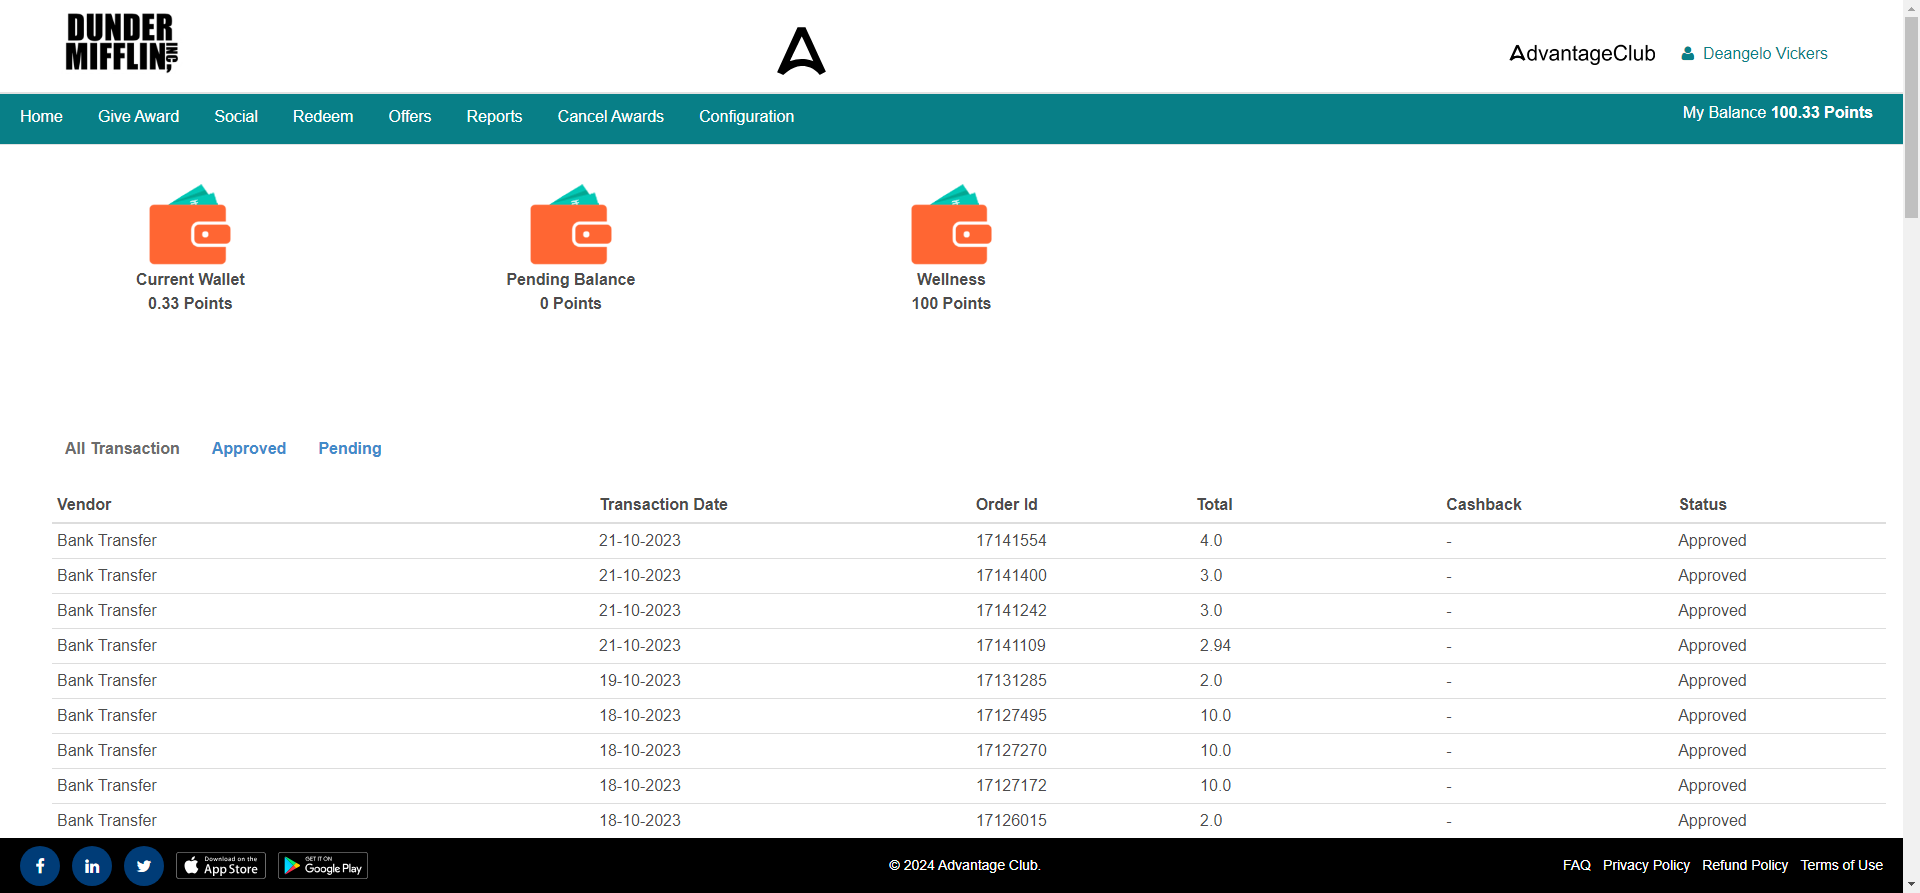 DUNDER
MIFFLIN INC,
AdvantageClub
Deangelo Vickers
Home Give Award Social Redeem Offers Reports Cancel Awards Configuration My Balance 100.33 Points
Current Wallet Pending Balance Wellness
0.33 Points 0 Points 100 Points
All Transaction Approved Pending
Vendor Transaction Date Order Id Total Cashback Status
Bank Transfer 21-10-2023 17141554 4.0 - Approved
Bank Transfer 21-10-2023 17141400 3.0 - Approved
Bank Transfer 21-10-2023 17141242 3.0 - Approved
Bank Transfer 21-10-2023 17141109 2.94 - Approved
Bank Transfer 19-10-2023 17131285 2.0 - Approved
Bank Transfer 18-10-2023 17127495 10.0 - Approved
Bank Transfer 18-10-2023 17127270 10.0 - Approved
Bank Transfer 18-10-2023 17127172 10.0 - Approved
Bank Transfer 18-10-2023 17126015 2.0 - Approved
Download on the
App Store
GET IT ON
Google Play
© 2024 Advantage Club.
FAQ Privacy Policy Refund Policy Terms of Use